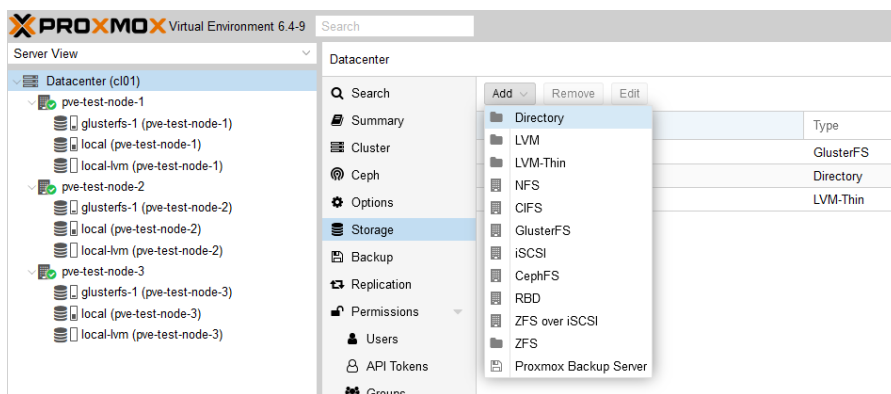 PROXMOX Virtual Environment 6.4-9 Search
Server View
Datacenter (cl01)
pve-test-node-1
glusterfs-1 (pve-test-node-1)
local (pve-test-node-1)
local-lvm (pve-test-node-1)
pve-test-node-2
glusterfs-1 (pve-test-node-2)
local (pve-test-node-2)
local-lvm (pve-test-node-2)
pve-test-node-3
glusterfs-1 (pve-test-node-3)
local (pve-test-node-3)
local-lvm (pve-test-node-3)
Datacenter
Search
Summary
Cluster
Ceph
Options
Storage
Backup
Replication
Permissions
Users
API Tokens
Groups
Add Remove Edit
Directory
LVM
LVM-Thin
NFS
CIFS
GlusterFS
iSCSI
CephFS
RBD
ZFS over iSCSI
ZFS
Proxmox Backup Server
Type
GlusterFS
Directory
LVM-Thin